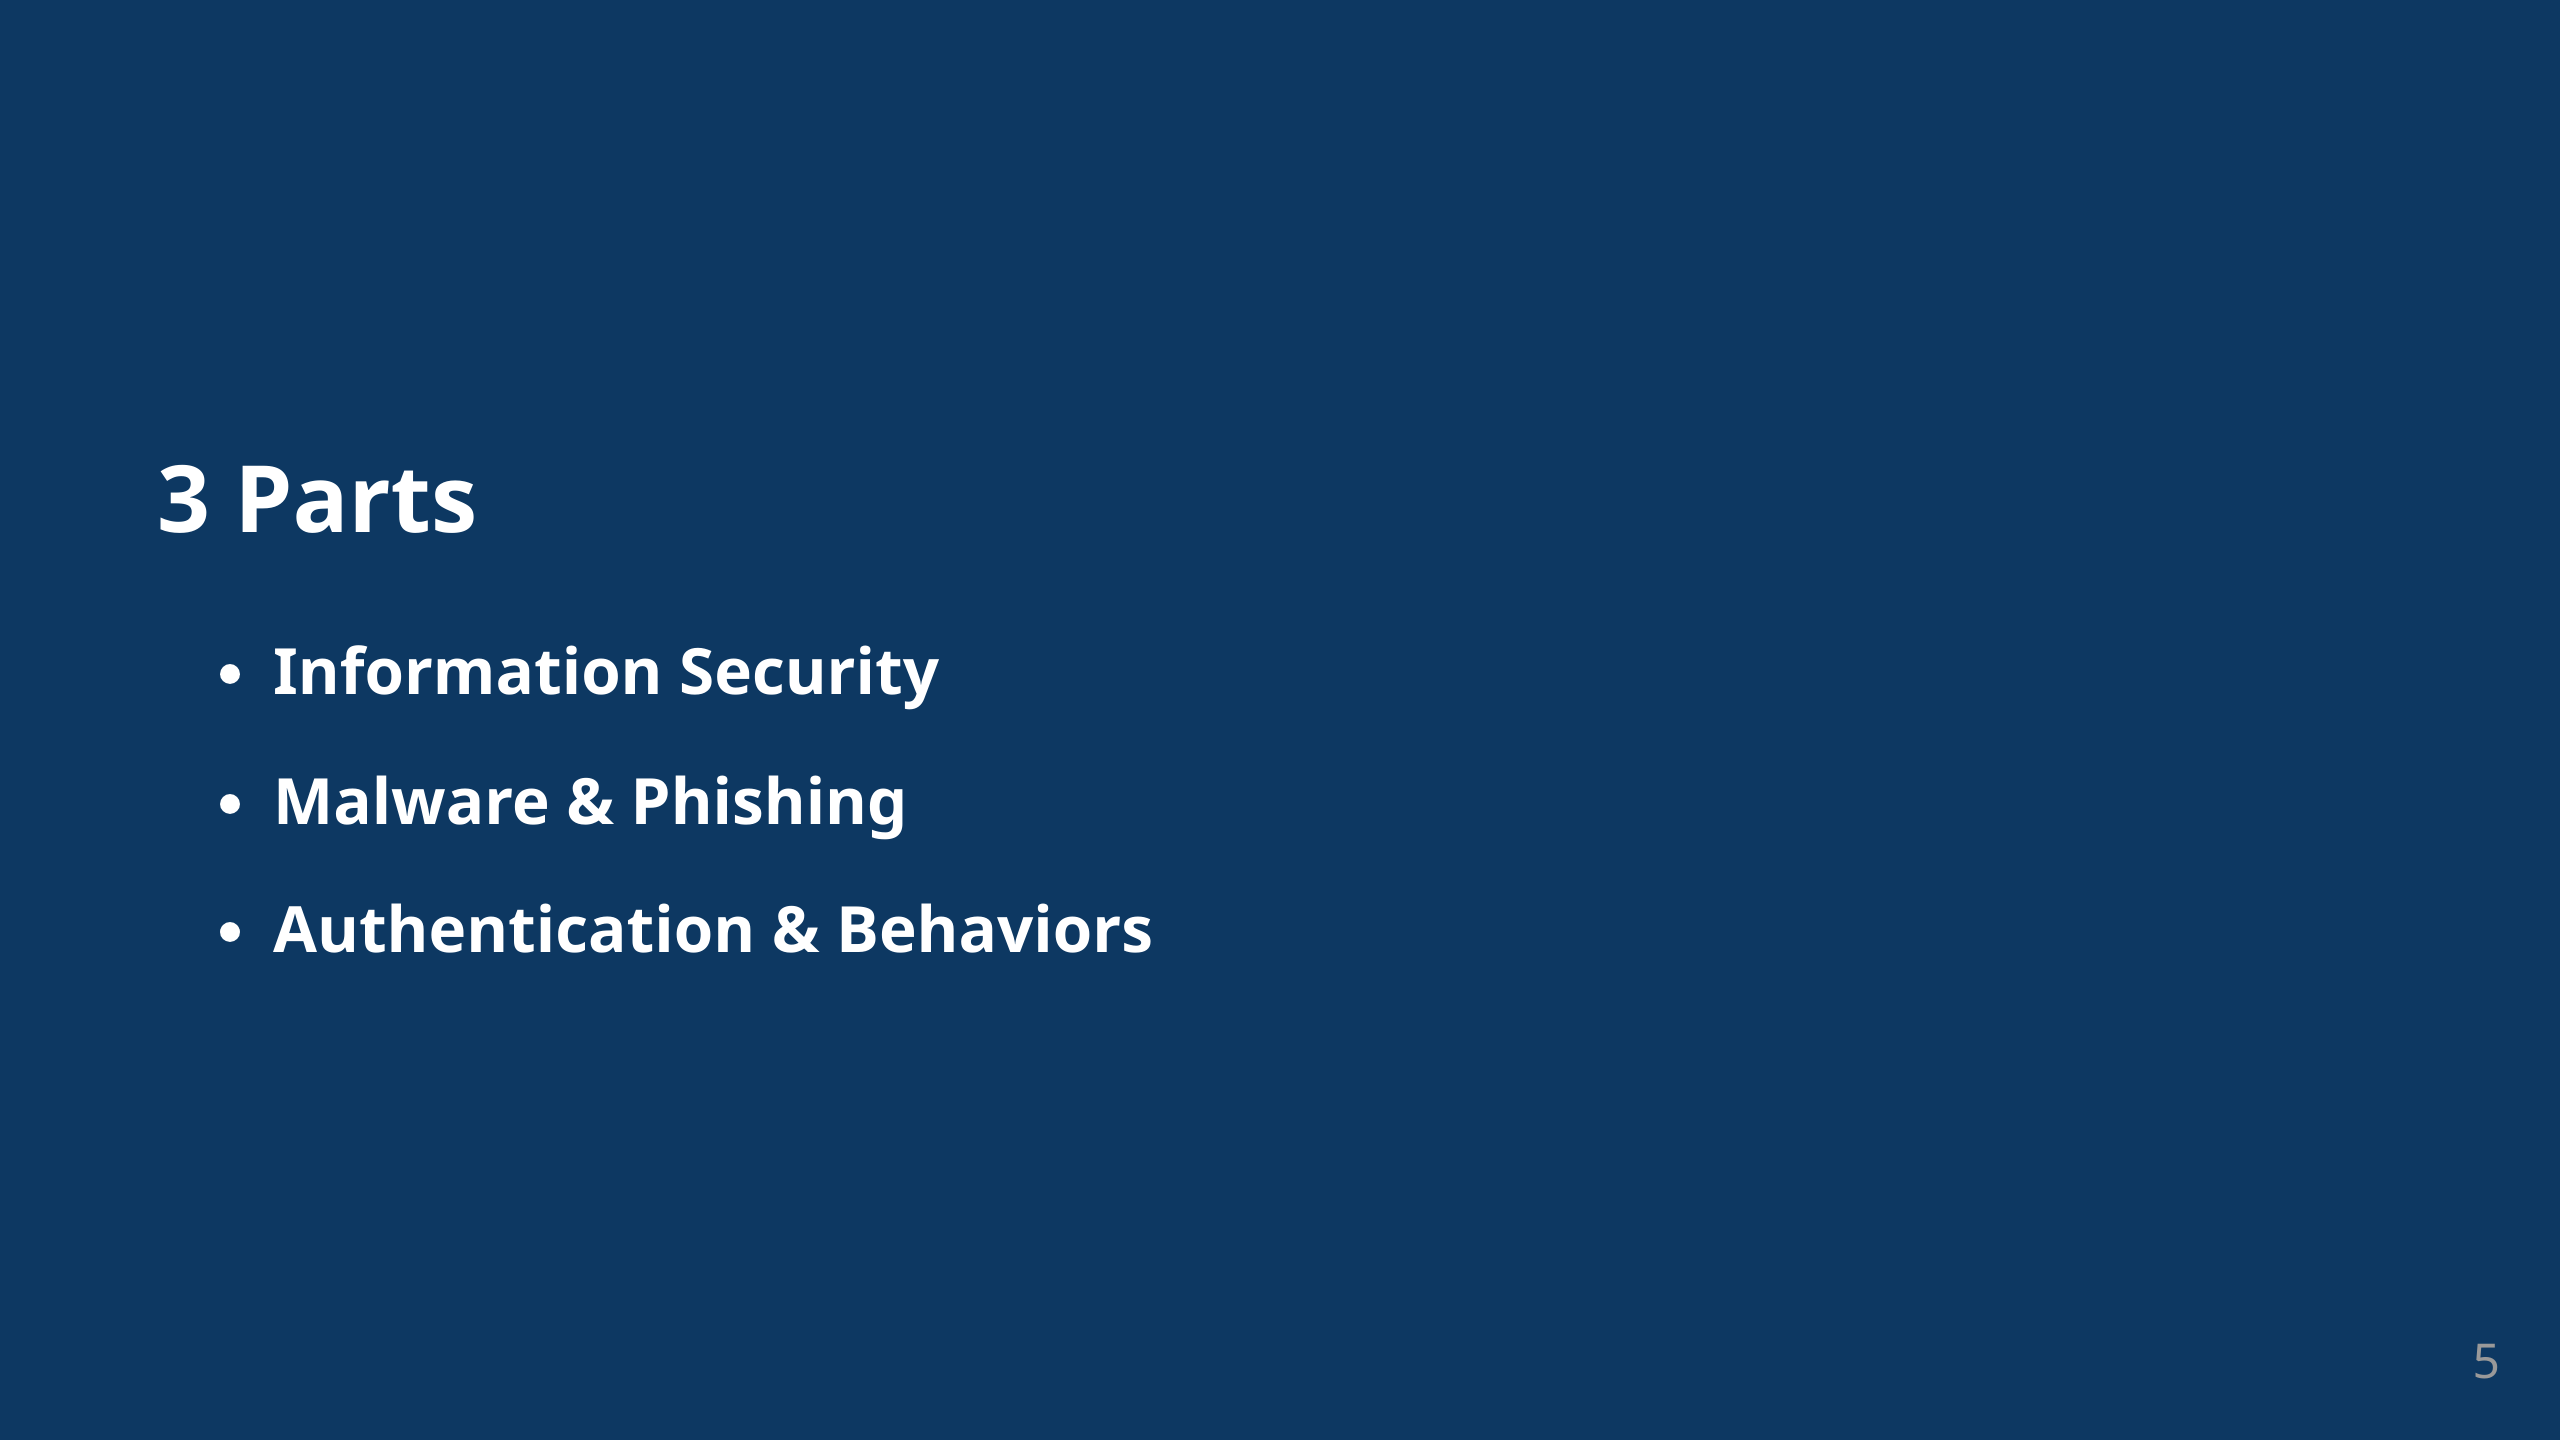 3 Parts
• Information Security
• Malware & Phishing
• Authentication & Behaviors
5